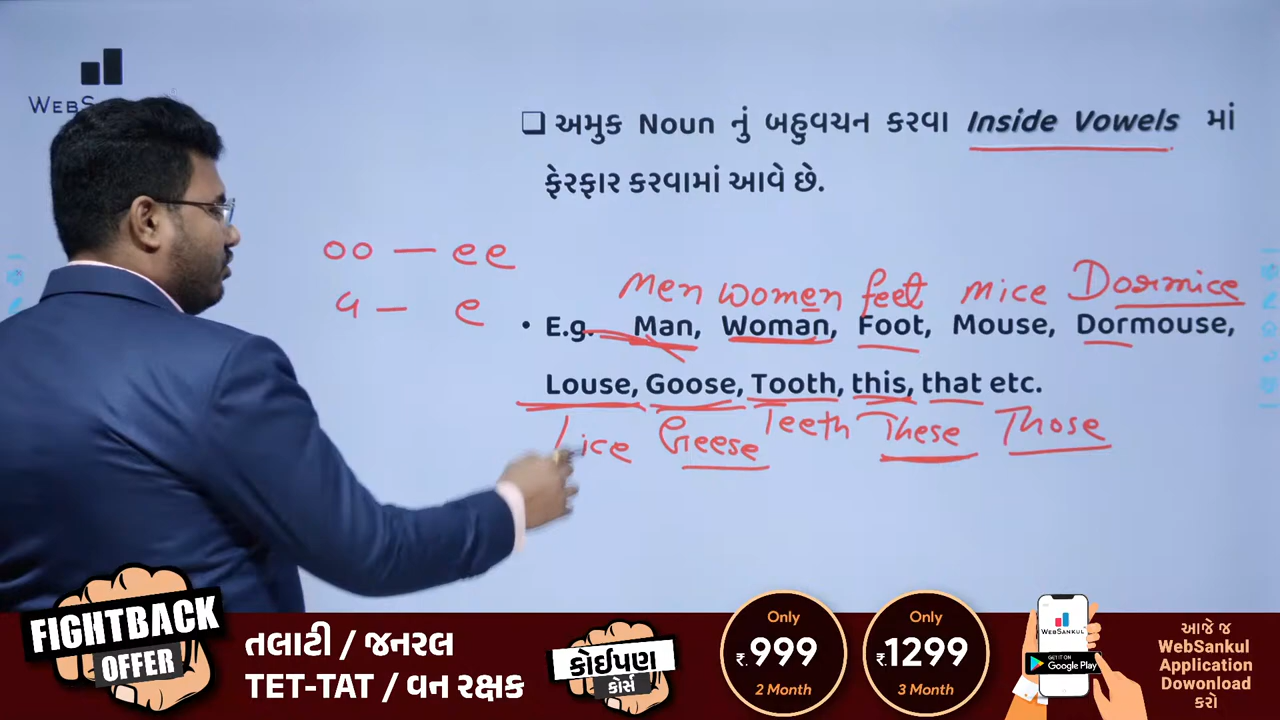 WEBS
❑ અમુક Noun નું બહુવચન કરવા Inside Vowels માં
ફેરફાર કરવામાં આવે છે.
oo — ee
a — e
Men women feet mice Dormice
• E.g. Man, Woman, Foot, Mouse, Dormouse,
Louse, Goose, Tooth, this, that etc.
Lice Geese Teeth These Those
FIGHTBACK
OFFER
તલાટી / જનરલ
TET-TAT / વન રક્ષક
કોઈપણ
કોર્સ
Only
₹.999
2 Month
Only
₹.1299
3 Month
WEBSANKUL
GET IT ON
Google Play
આજે જ
WebSankul
Application
Dowonload
કરો